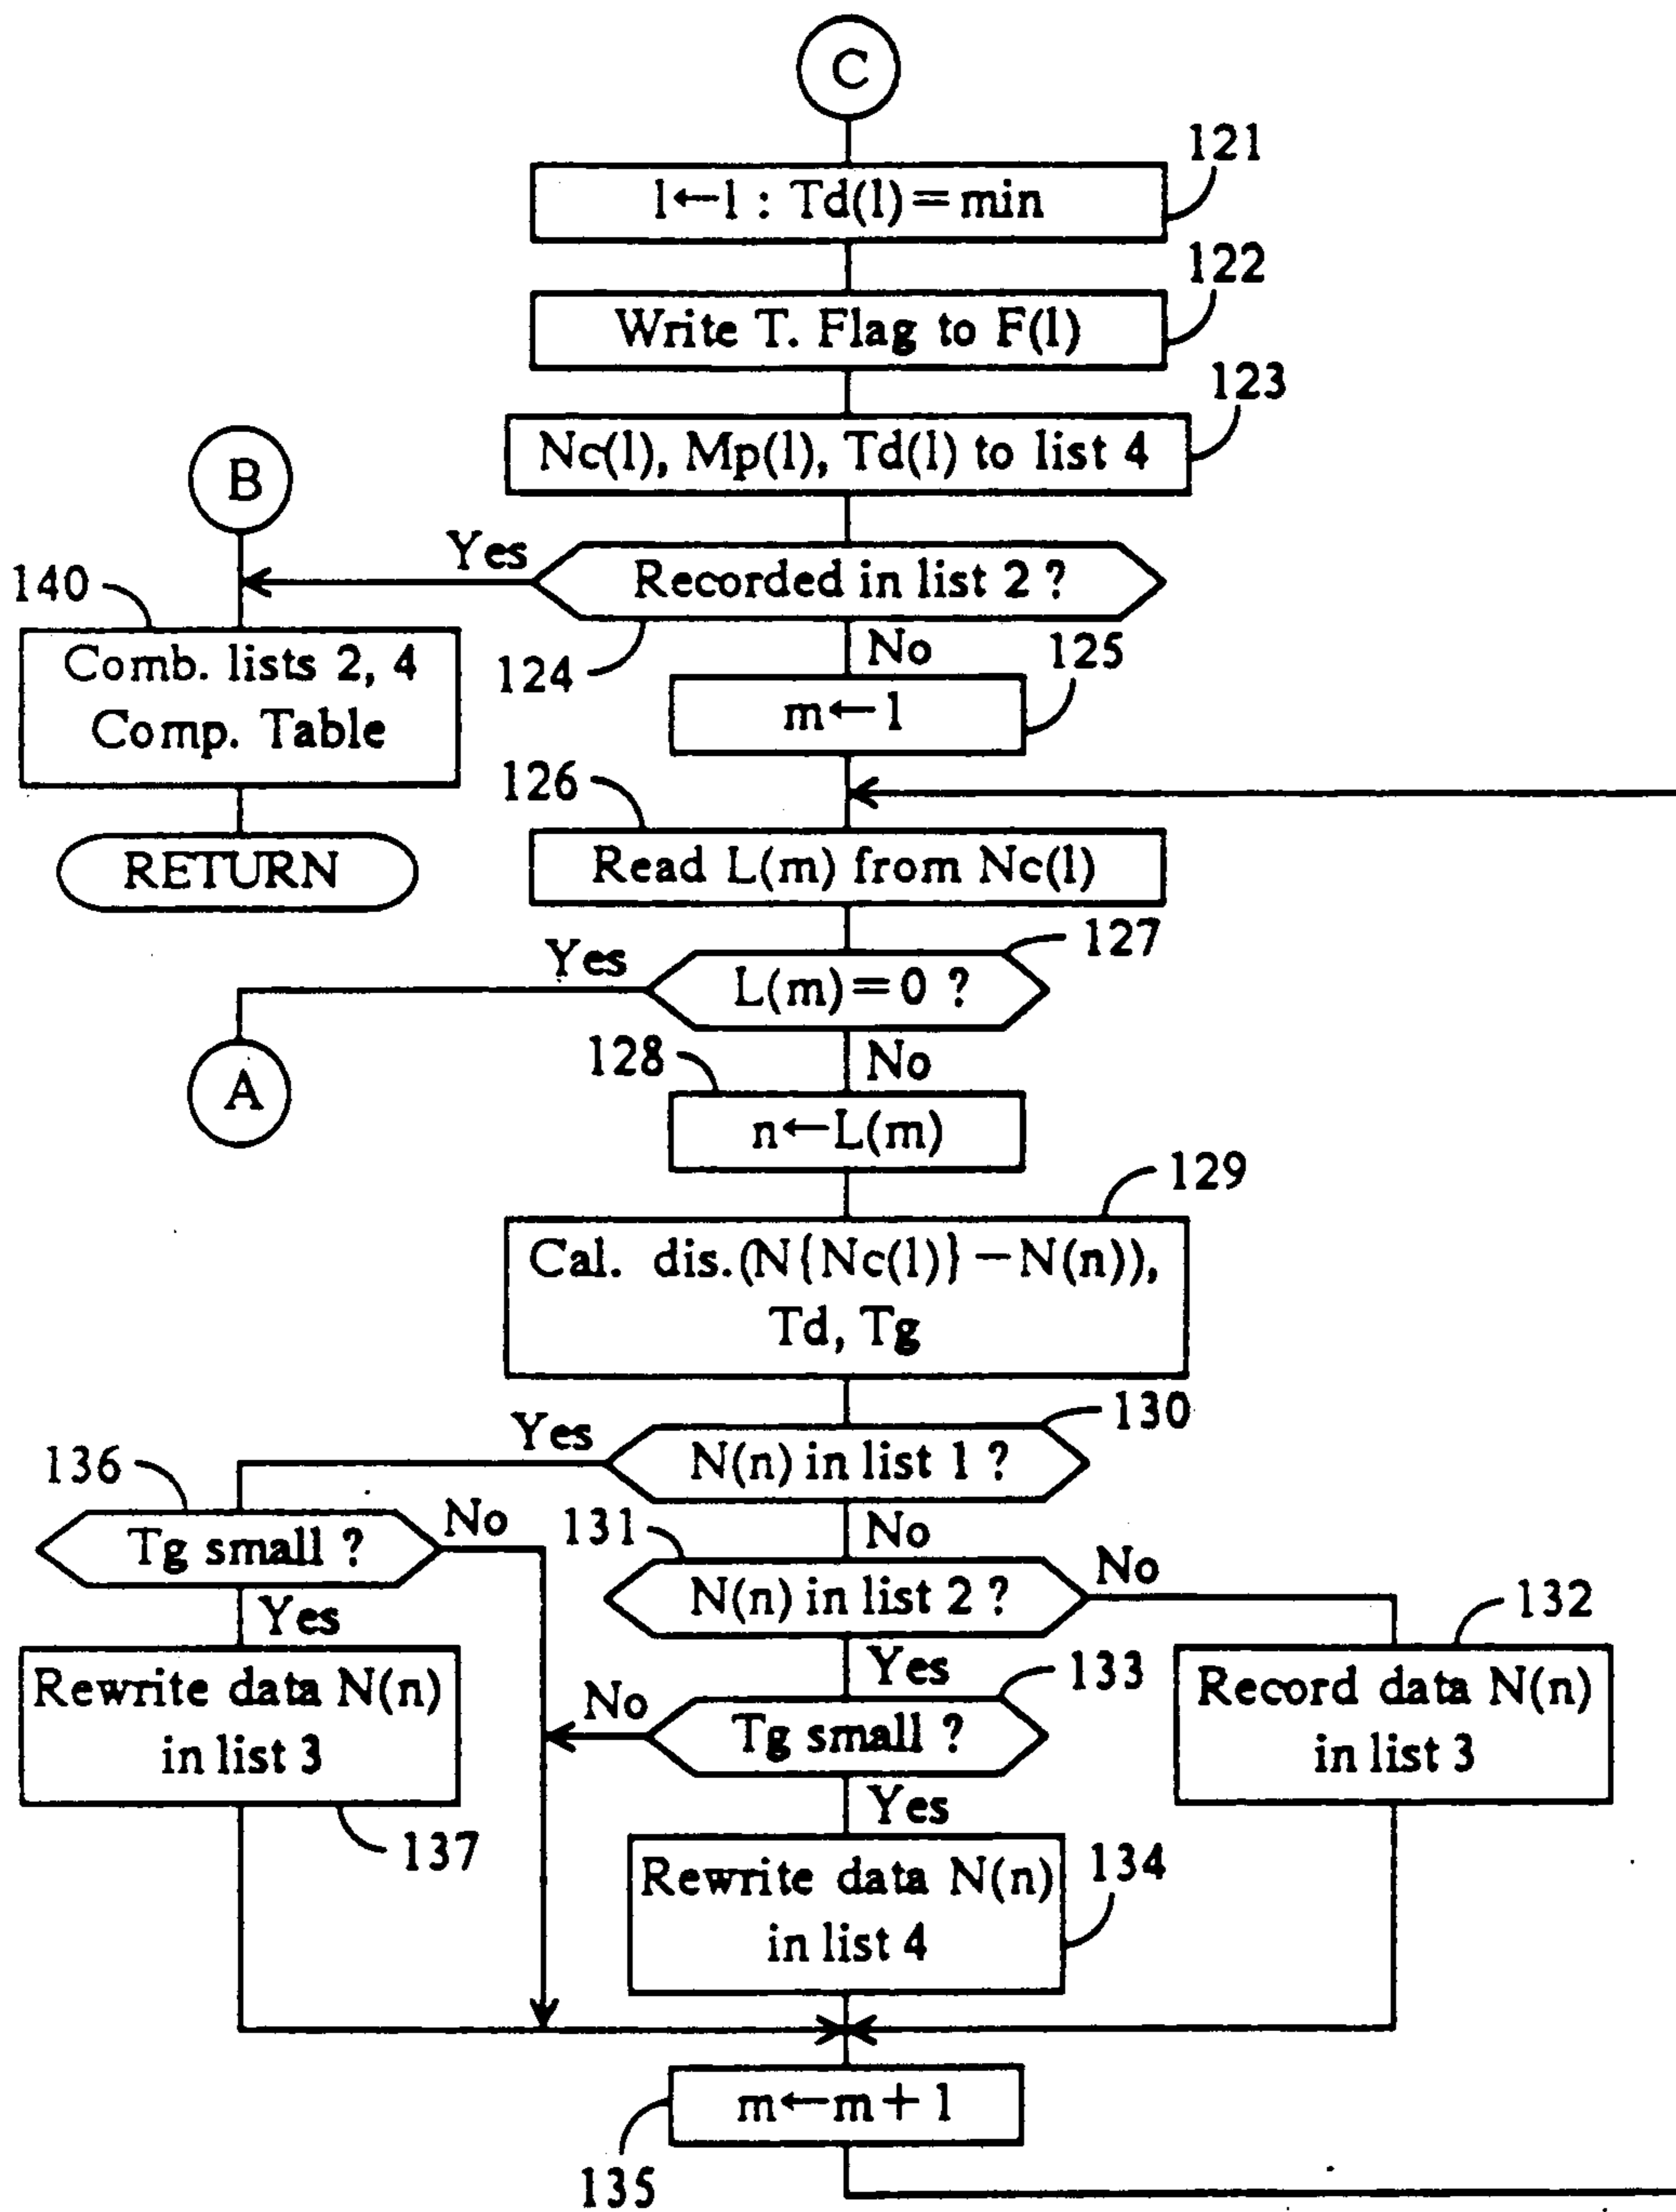 C
121
l←l : Td(l)=min
122
Write T. Flag to F(l)
123
Nc(l), Mp(l), Td(l) to list 4
B
Yes
Recorded in list 2 ?
140
124
No
125
Comb. lists 2, 4
Comp. Table
m←1
126
RETURN
Read L(m) from Nc(l)
127
Yes
L(m)=0 ?
128
No
A
n←L(m)
129
Cal. dis.(N{Nc(l)}−N(n)),
Td, Tg
130
Yes
N(n) in list 1 ?
136
No
131
No
Tg small ?
N(n) in list 2 ?
No
132
Yes
Yes
133
Rewrite data N(n)
in list 3
No
Tg small ?
Record data N(n)
in list 3
Yes
137
134
Rewrite data N(n)
in list 4
m←m+1
135